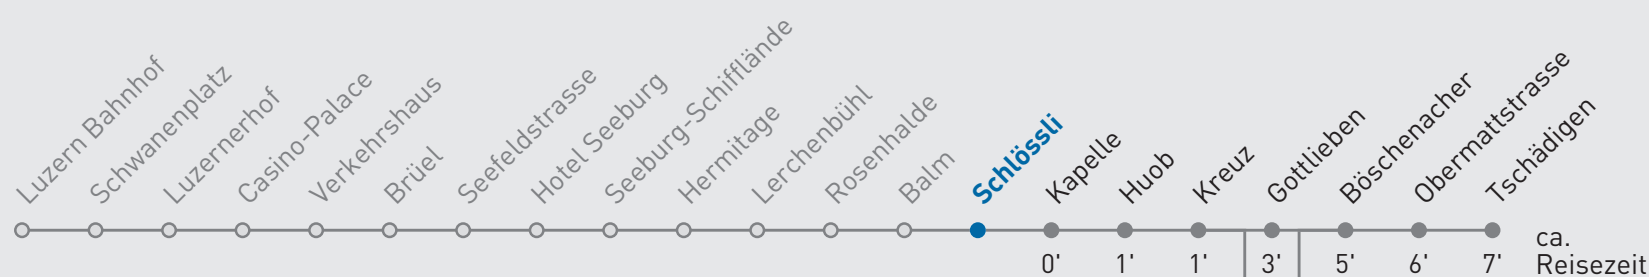 Luzern Bahnhof
Schwanenplatz
Luzernerhof
Casino-Palace
Verkehrshaus
Brüel
Seefeldstrasse
Hotel Seeburg
Seeburg-Schifflände
Hermitage
Lerchenbühl
Rosenhalde
Balm
Schlössli
Kapelle
Huob
Kreuz
Gottlieben
Böschenacher
Obermattstrasse
Tschädigen
0' 1' 1' 3' 5' 6' 7'
ca.
Reisezeit